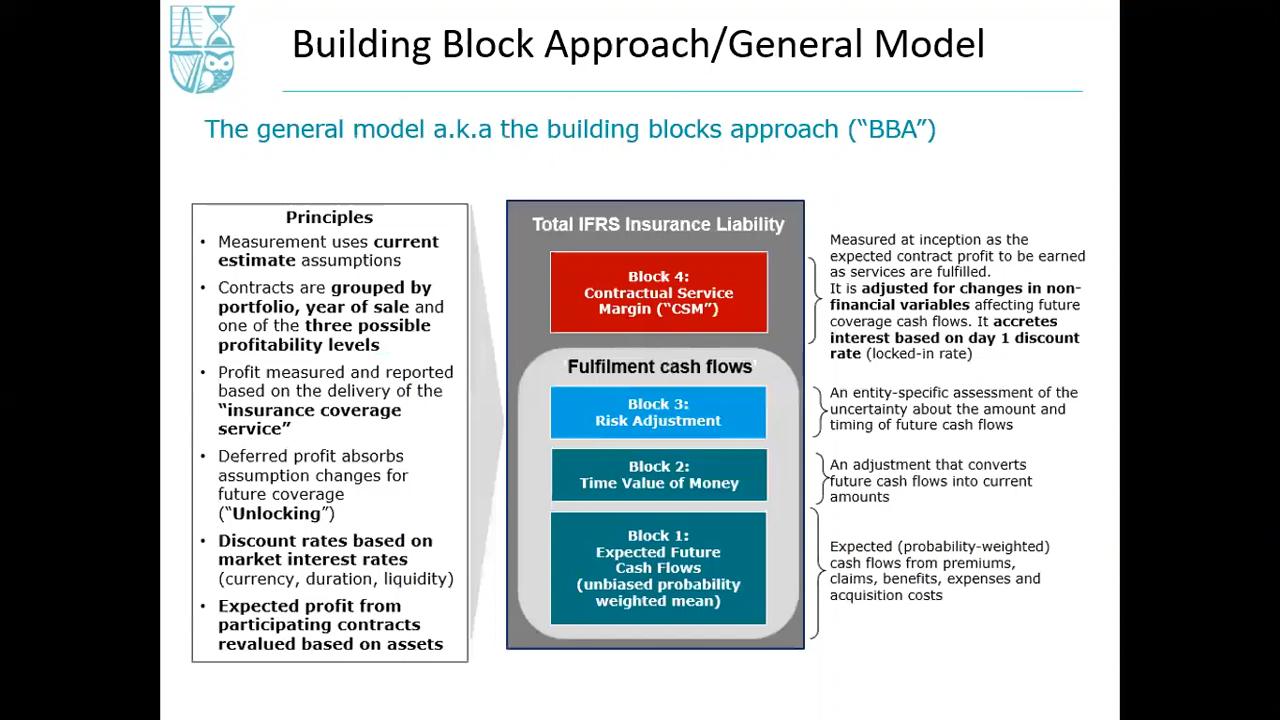 Building Block Approach/General Model
The general model a.k.a the building blocks approach (“BBA”)
Principles
• Measurement uses current
estimate assumptions
• Contracts are grouped by
portfolio, year of sale and
one of the three possible
profitability levels
• Profit measured and reported
based on the delivery of the
“insurance coverage
service”
• Deferred profit absorbs
assumption changes for
future coverage
(“Unlocking”)
• Discount rates based on
market interest rates
(currency, duration, liquidity)
• Expected profit from
participating contracts
revalued based on assets
Total IFRS Insurance Liability
Block 4:
Contractual Service
Margin (“CSM”)
Fulfilment cash flows
Block 3:
Risk Adjustment
Block 2:
Time Value of Money
Block 1:
Expected Future
Cash Flows
(unbiased probability
weighted mean)
Measured at inception as the
expected contract profit to be earned
as services are fulfilled.
It is adjusted for changes in non-
financial variables affecting future
coverage cash flows. It accretes
interest based on day 1 discount
rate (locked-in rate)
An entity-specific assessment of the
uncertainty about the amount and
timing of future cash flows
An adjustment that converts
future cash flows into current
amounts
Expected (probability-weighted)
cash flows from premiums,
claims, benefits, expenses and
acquisition costs